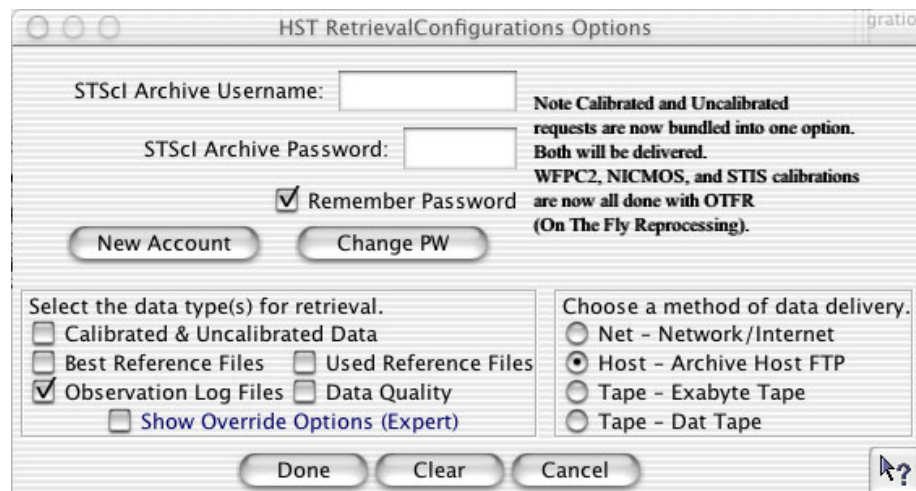 HST RetrievalConfigurations Options
gratio
STScI Archive Username:
STScI Archive Password:
Remember Password
New Account Change PW
Note Calibrated and Uncalibrated
requests are now bundled into one option.
Both will be delivered.
WFPC2, NICMOS, and STIS calibrations
are now all done with OTFR
(On The Fly Reprocessing).
Select the data type(s) for retrieval.
Calibrated & Uncalibrated Data
Best Reference Files Used Reference Files
Observation Log Files Data Quality
Show Override Options (Expert)
Choose a method of data delivery.
Net – Network/Internet
Host – Archive Host FTP
Tape – Exabyte Tape
Tape – Dat Tape
Done Clear Cancel
?